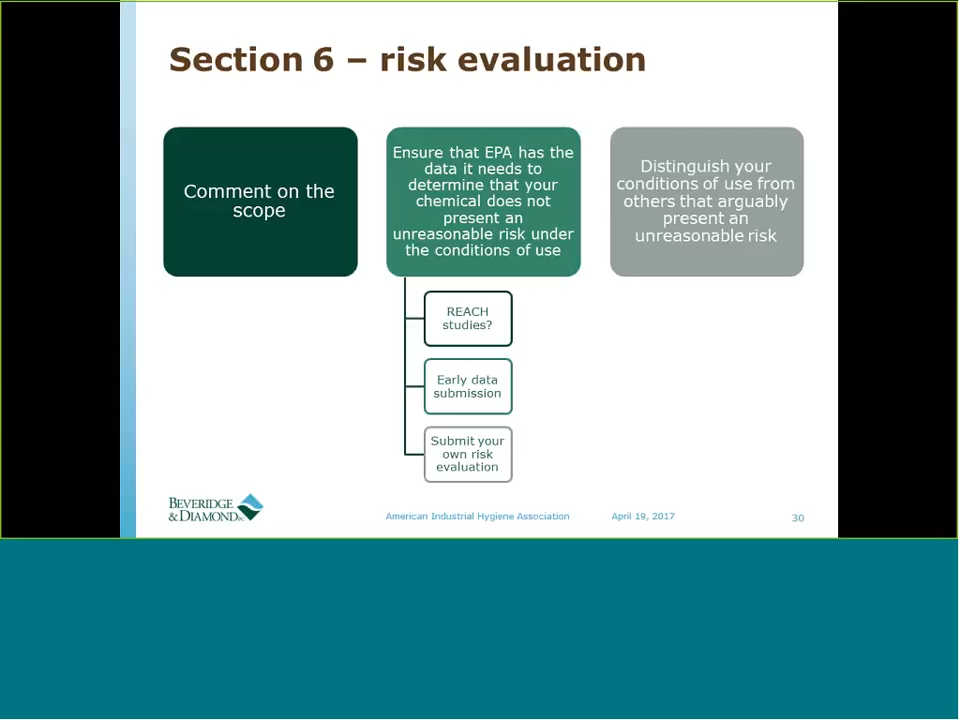 Section 6 – risk evaluation
Comment on the
scope
Ensure that EPA has the
data it needs to
determine that your
chemical does not
present an
unreasonable risk under
the conditions of use
Distinguish your
conditions of use from
others that arguably
present an
unreasonable risk
REACH
studies?
Early data
submission
Submit your
own risk
evaluation
BEVERIDGE
& DIAMOND PC
American Industrial Hygiene Association
April 19, 2017
30